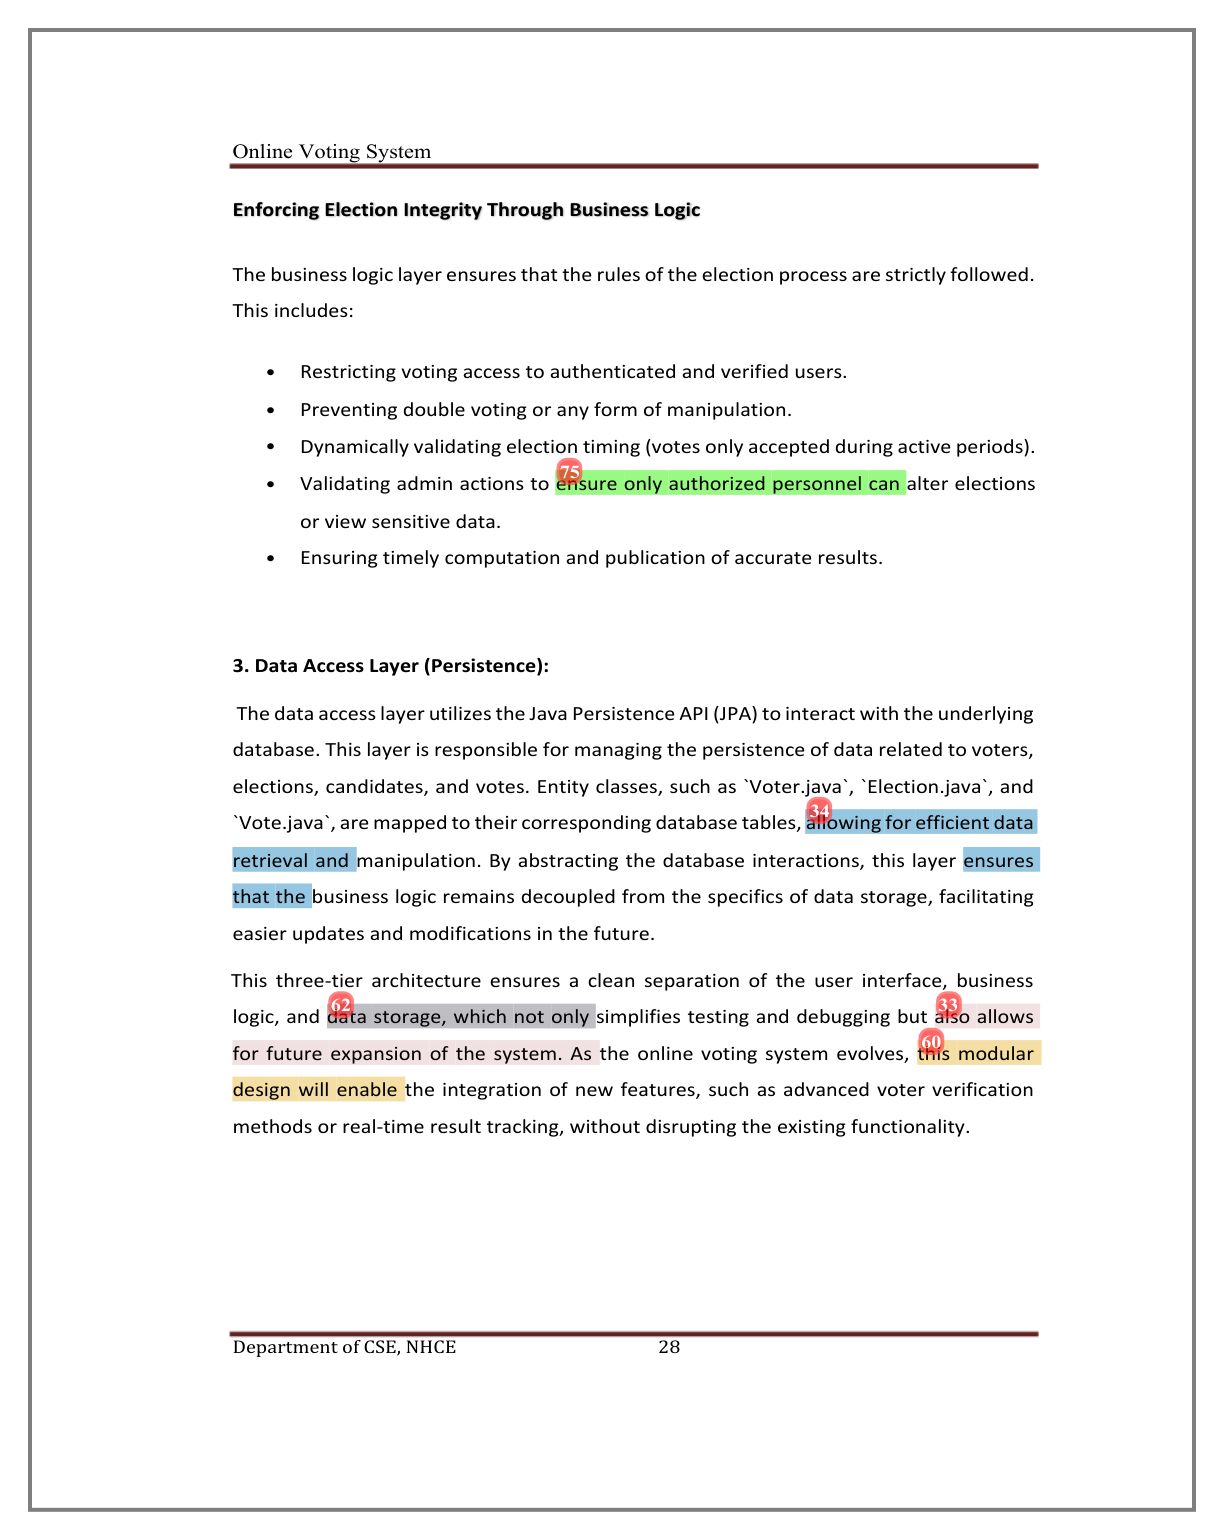 Online Voting System
Enforcing Election Integrity Through Business Logic
The business logic layer ensures that the rules of the election process are strictly followed.
This includes:
• Restricting voting access to authenticated and verified users.
• Preventing double voting or any form of manipulation.
• Dynamically validating election timing (votes only accepted during active periods).
75
• Validating admin actions to ensure only authorized personnel can alter elections
or view sensitive data.
• Ensuring timely computation and publication of accurate results.
3. Data Access Layer (Persistence):
The data access layer utilizes the Java Persistence API (JPA) to interact with the underlying
database. This layer is responsible for managing the persistence of data related to voters,
elections, candidates, and votes. Entity classes, such as `Voter.java`, `Election.java`, and
34
`Vote.java`, are mapped to their corresponding database tables, allowing for efficient data
retrieval and manipulation. By abstracting the database interactions, this layer ensures
that the business logic remains decoupled from the specifics of data storage, facilitating
easier updates and modifications in the future.
This three-tier architecture ensures a clean separation of the user interface, business
62 33
logic, and data storage, which not only simplifies testing and debugging but also allows
60
for future expansion of the system. As the online voting system evolves, this modular
design will enable the integration of new features, such as advanced voter verification
methods or real-time result tracking, without disrupting the existing functionality.
Department of CSE, NHCE 28